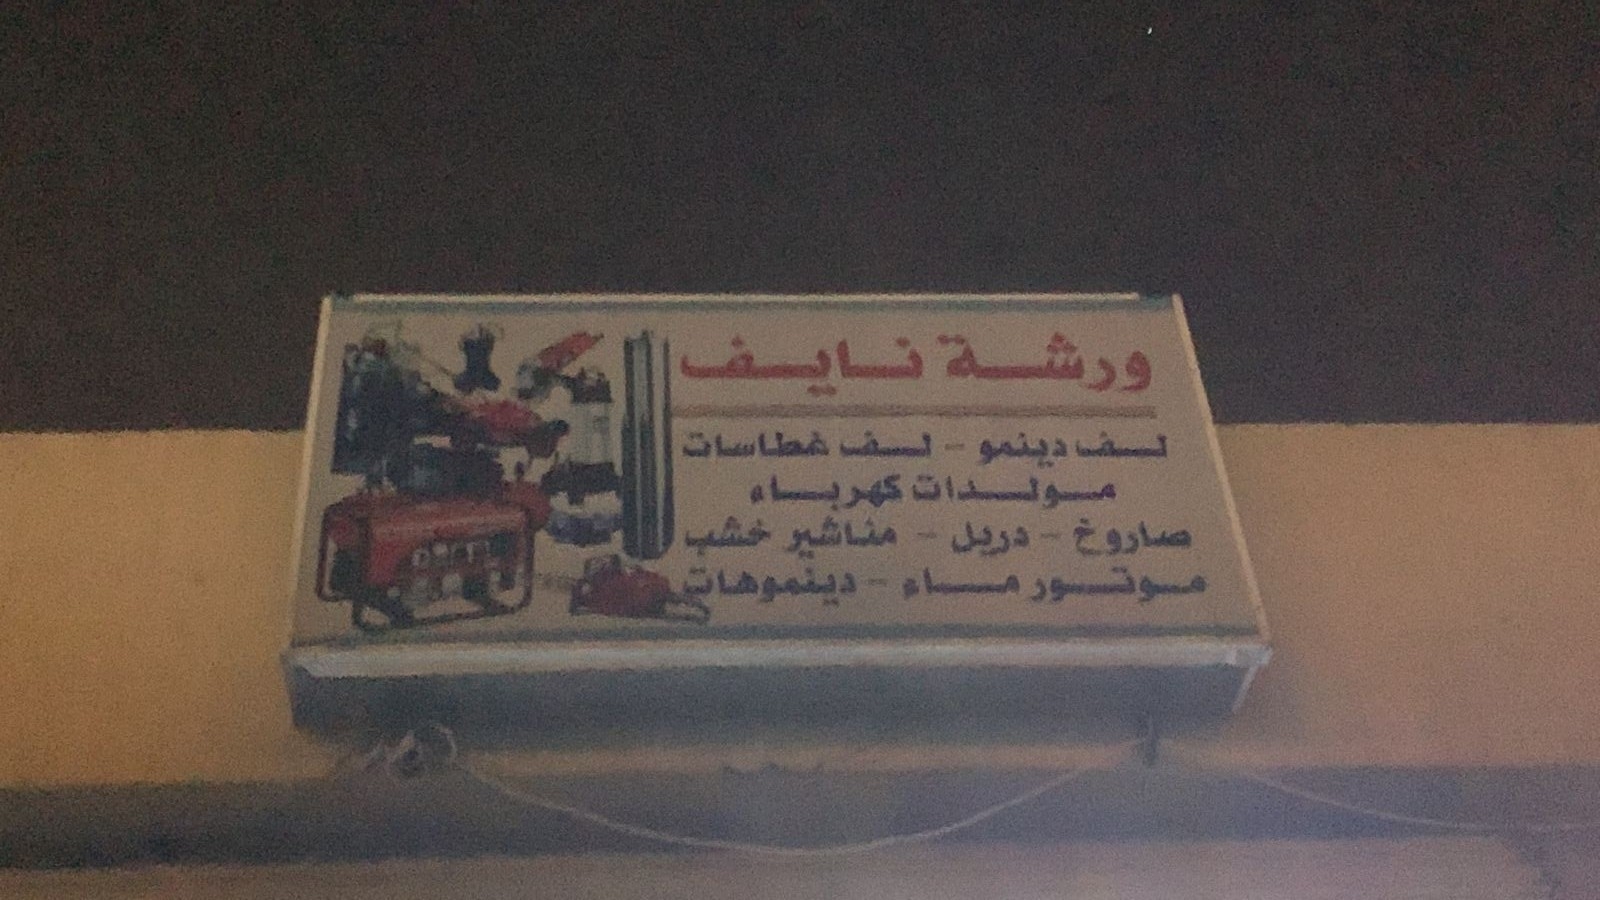 ورشة نايف
لف دينمو - لف غطاسات
مولدات كهرباء
صاروخ - دريل - مناشير خشب
موتور ماء - دينموهات